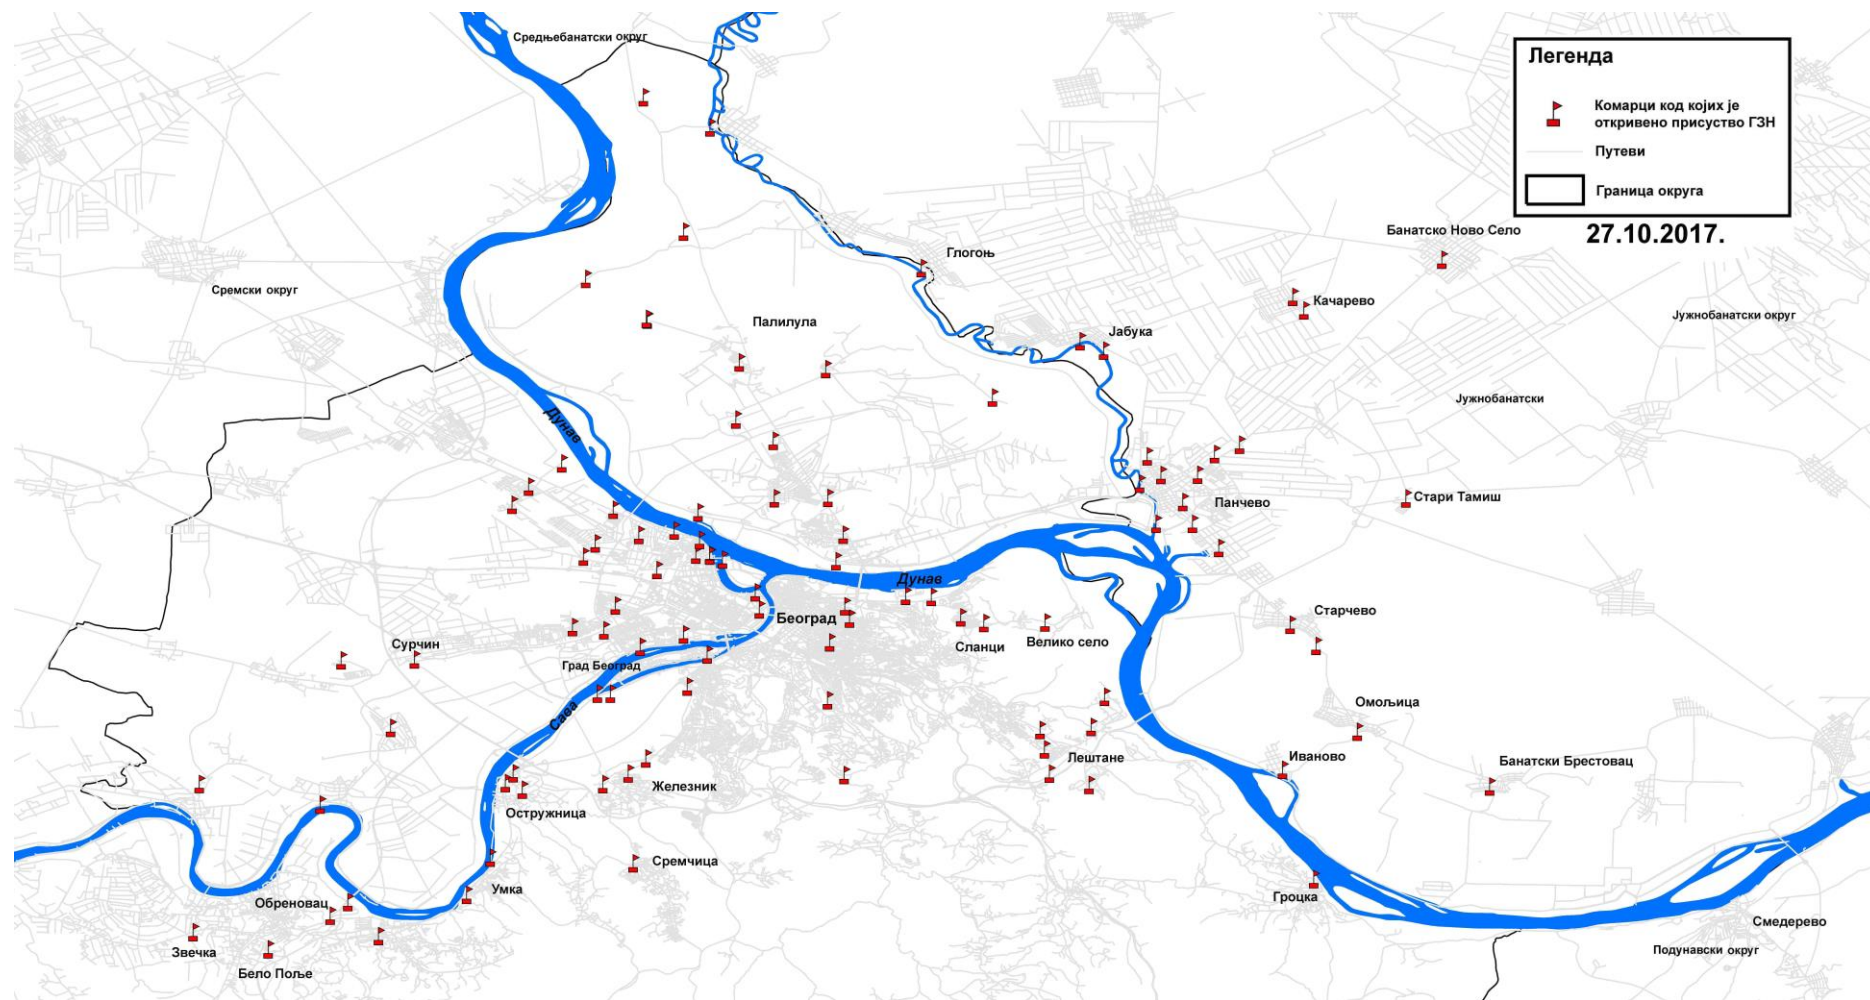 Средњебанатски округ
Легенда
Комарци код којих је
откривено присуство ГЗН
Путеви
Граница округа
27.10.2017.
Банатско Ново Село
Глогоњ
Сремски округ
Качарево
Јужнобанатски округ
Палилула
Јабука
Јужнобанатски
Дунав
Стари Тамиш
Панчево
Дунав
Београд
Старчево
Сурчин
Сланци
Велико село
Град Београд
Омољица
Сава
Лештане
Иваново
Банатски Брестовац
Железник
Остружница
Сремчица
Умка
Гроцка
Обреновац
Смедерево
Звечка
Подунавски округ
Бело Поље